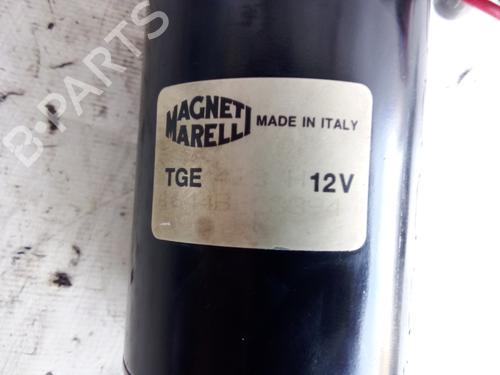 MAGNETI
MARELLI
MADE IN ITALY
TGE
12V
B-PARTS